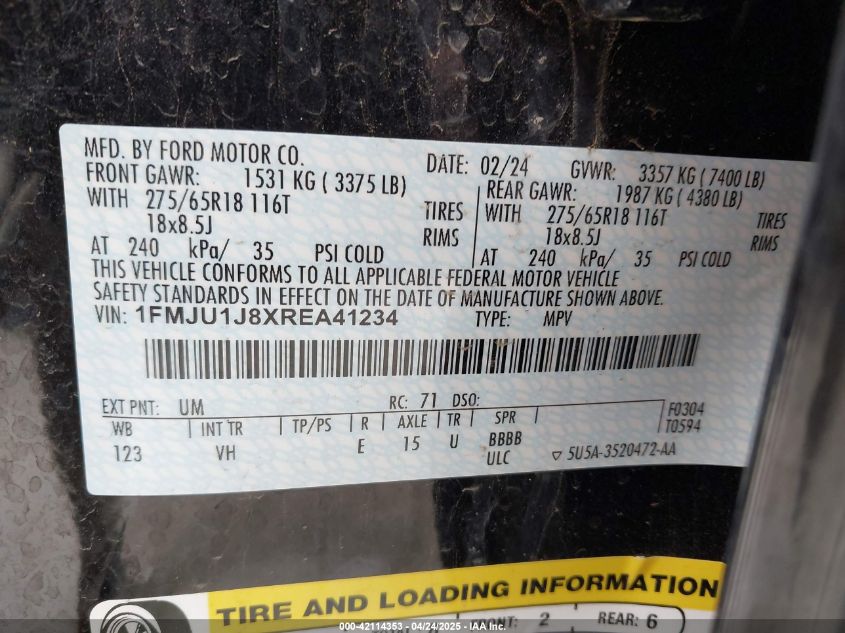 MFD. BY FORD MOTOR CO. DATE: 02/24 GVWR: 3357 KG (7400 LB)
FRONT GAWR: 1531 KG (3375 LB) REAR GAWR: 1987 KG (4380 LB)
WITH 275/65R18 116T TIRES WITH 275/65R18 116T TIRES
18x8.5J RIMS 18x8.5J RIMS
AT 240 kPa/ 35 PSI COLD AT 240 kPa/ 35 PSI COLD
THIS VEHICLE CONFORMS TO ALL APPLICABLE FEDERAL MOTOR VEHICLE
SAFETY STANDARDS IN EFFECT ON THE DATE OF MANUFACTURE SHOWN ABOVE.
VIN: 1FMJU1J8XREA41234 TYPE: MPV
EXT PNT: UM RC: 71 DSO: F0304
WB INT TR TP/PS R AXLE TR SPR T0594
123 VH E 15 U BBBB
ULC ▽ 5U5A-3520472-AA
TIRE AND LOADING INFORMATION
2 REAR: 6
000-42114353 - 04/24/2025 - IAA Inc.